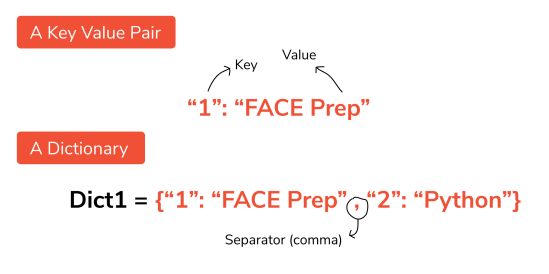 A Key Value Pair
Key Value
“1”: “FACE Prep”
A Dictionary
Dict1 = {“1”: “FACE Prep” , “2”: “Python”}
Separator (comma)